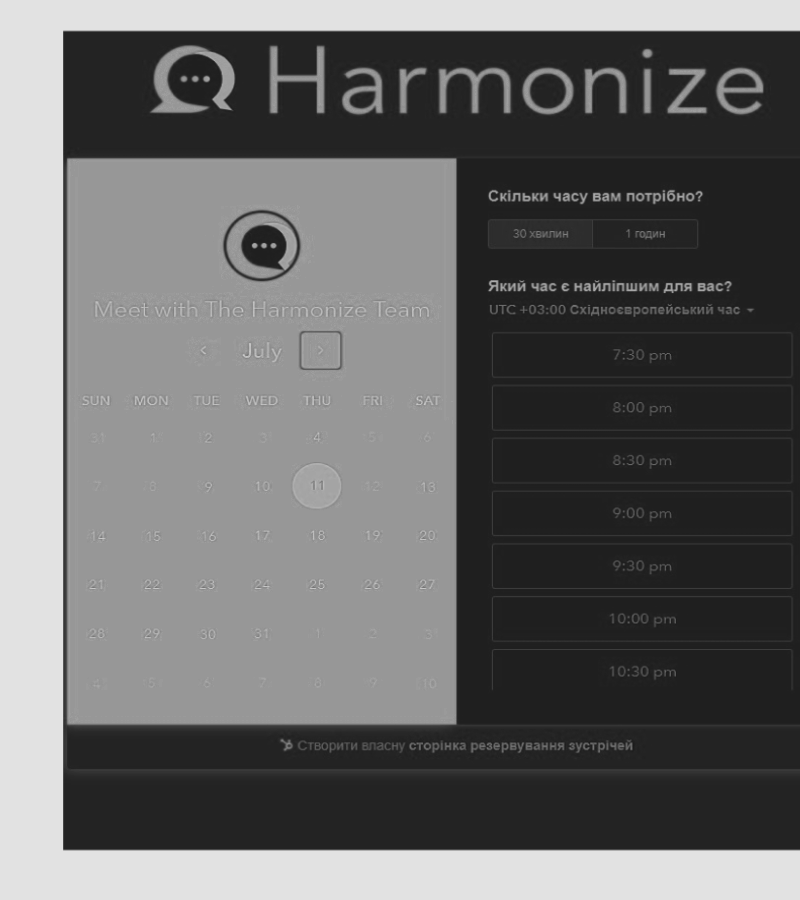 Harmonize
Meet with The Harmonize Team
July
SUN MON TUE WED THU FRI SAT
31 1 2 3 4 5 6
7 8 9 10 11 12 13
14 15 16 17 18 19 20
21 22 23 24 25 26 27
28 29 30 31 1 2 3
4 5 6 7 8 9 10
Скільки часу вам потрібно?
30 хвилин 1 годин
Який час є найліпшим для вас?
UTC +03:00 Східноєвропейський час
7:30 pm
8:00 pm
8:30 pm
9:00 pm
9:30 pm
10:00 pm
10:30 pm
Створити власну сторінка резервування зустрічей